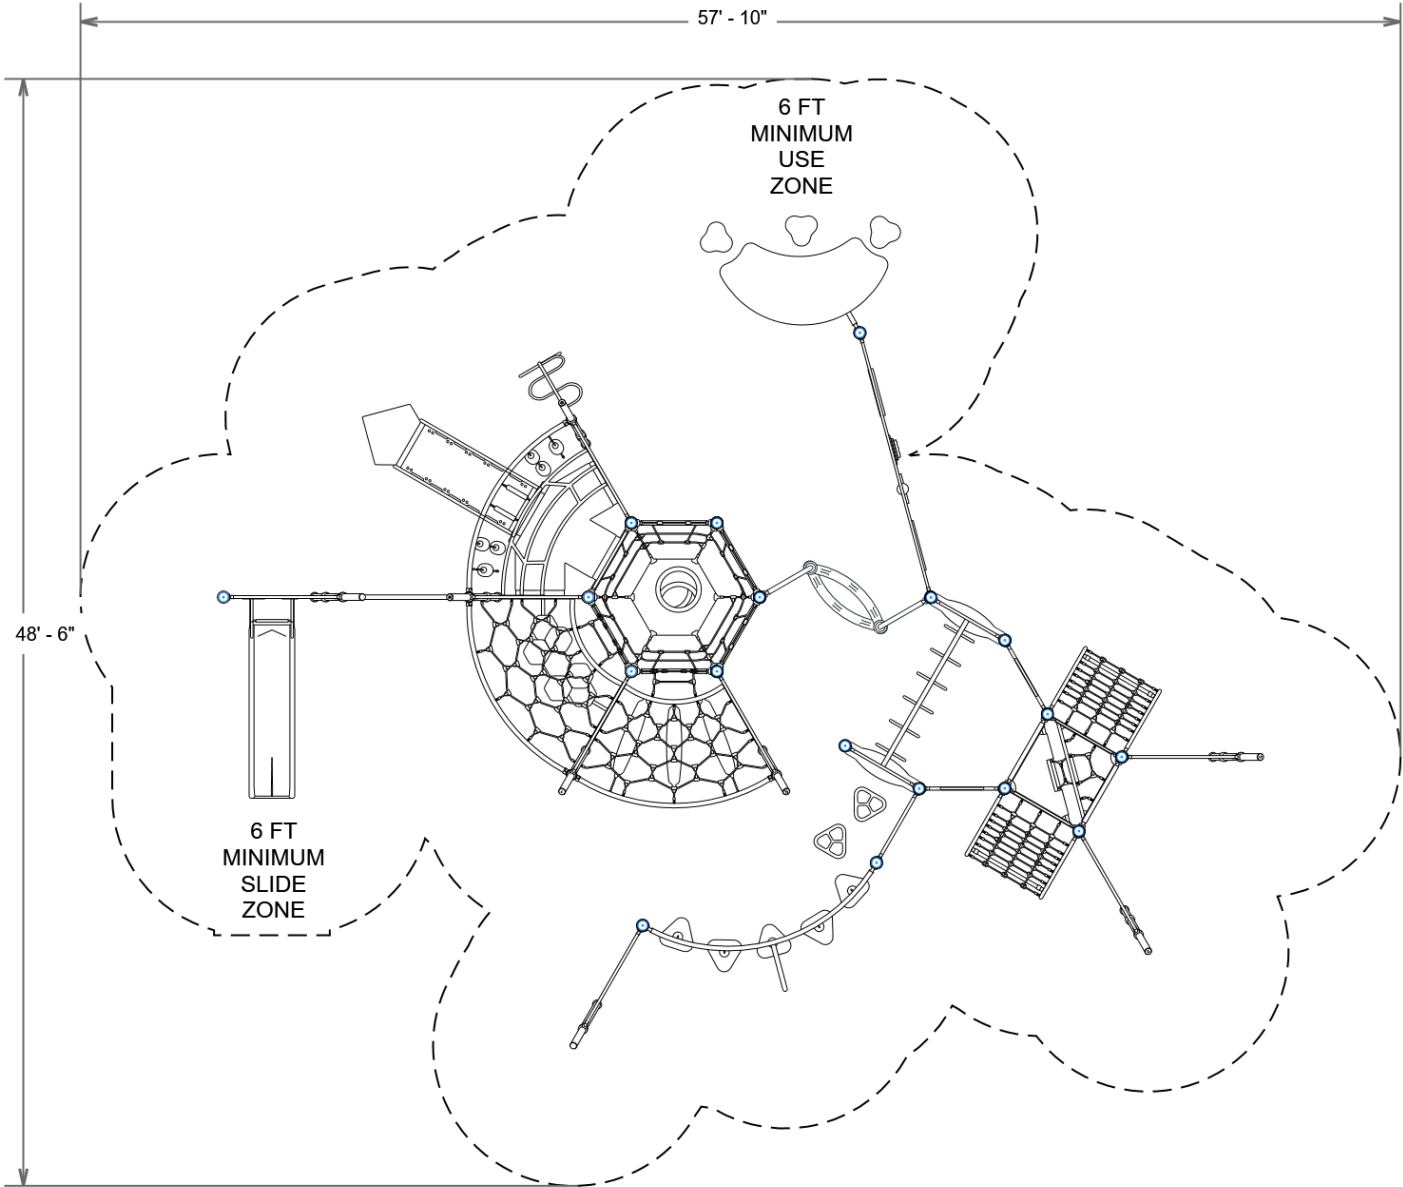 57' - 10"
6 FT
MINIMUM
USE
ZONE
48' - 6"
6 FT
MINIMUM
SLIDE
ZONE